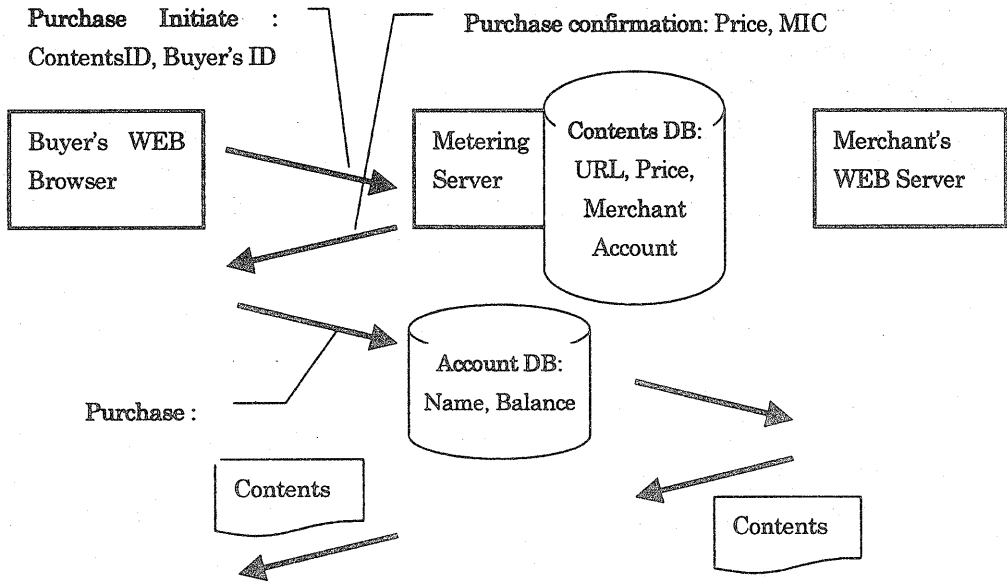 Purchase Initiate :
ContentsID, Buyer's ID
Purchase confirmation: Price, MIC
Buyer's WEB
Browser
Metering
Server
Contents DB:
URL, Price,
Merchant
Account
Merchant's
WEB Server
Account DB:
Name, Balance
Purchase :
Contents
Contents